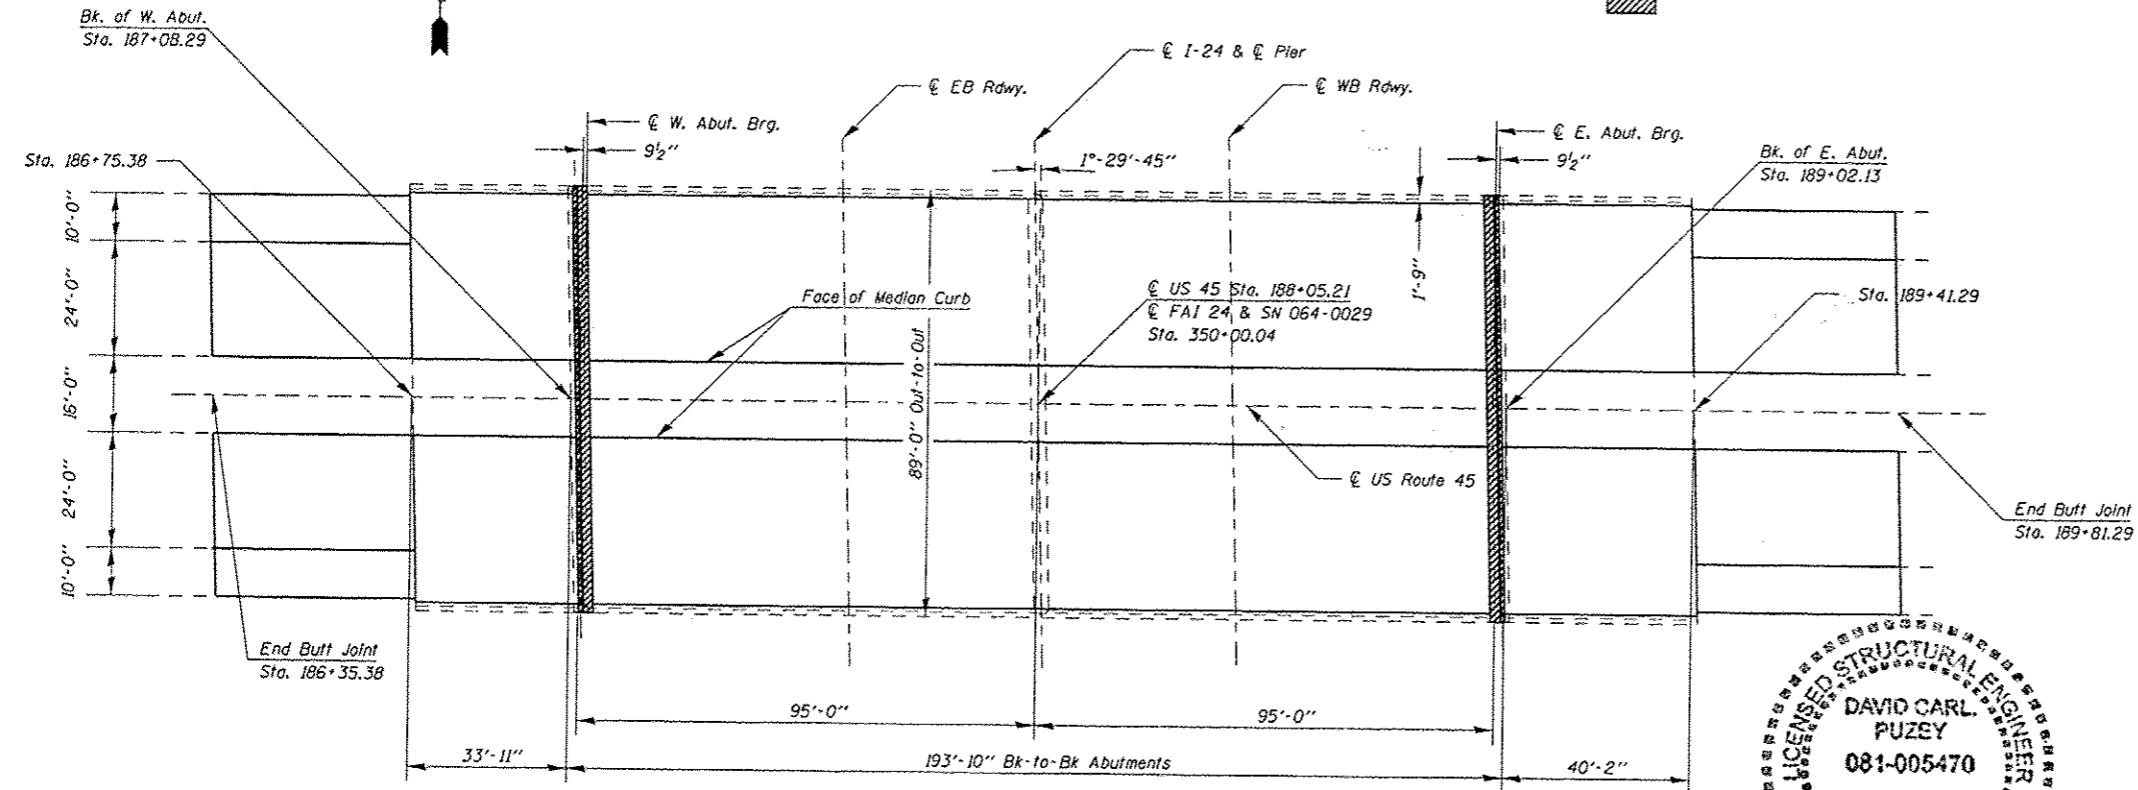 Bk. of W. Abut.
Sta. 187+08.29
℄ I-24 & ℄ Pier
℄ EB Rdwy.
℄ WB Rdwy.
℄ W. Abut. Brg.
9½"
1°-29'-45"
℄ E. Abut. Brg.
9½"
Bk. of E. Abut.
Sta. 189+02.13
Sta. 186+75.38
10'-0"
24'-0"
16'-0"
24'-0"
10'-0"
Face of Median Curb
89'-0" Out-to-Out
℄ US 45 Sta. 188+05.21
℄ FAI 24 & SN 064-0029
Sta. 350+00.04
1'-9"
Sta. 189+41.29
℄ US Route 45
End Butt Joint
Sta. 189+81.29
End Butt Joint
Sta. 186+35.38
95'-0"
95'-0"
33'-11"
193'-10" Bk-to-Bk Abutments
40'-2"
LICENSED STRUCTURAL ENGINEER
DAVID CARL.
PUZEY
081-005470